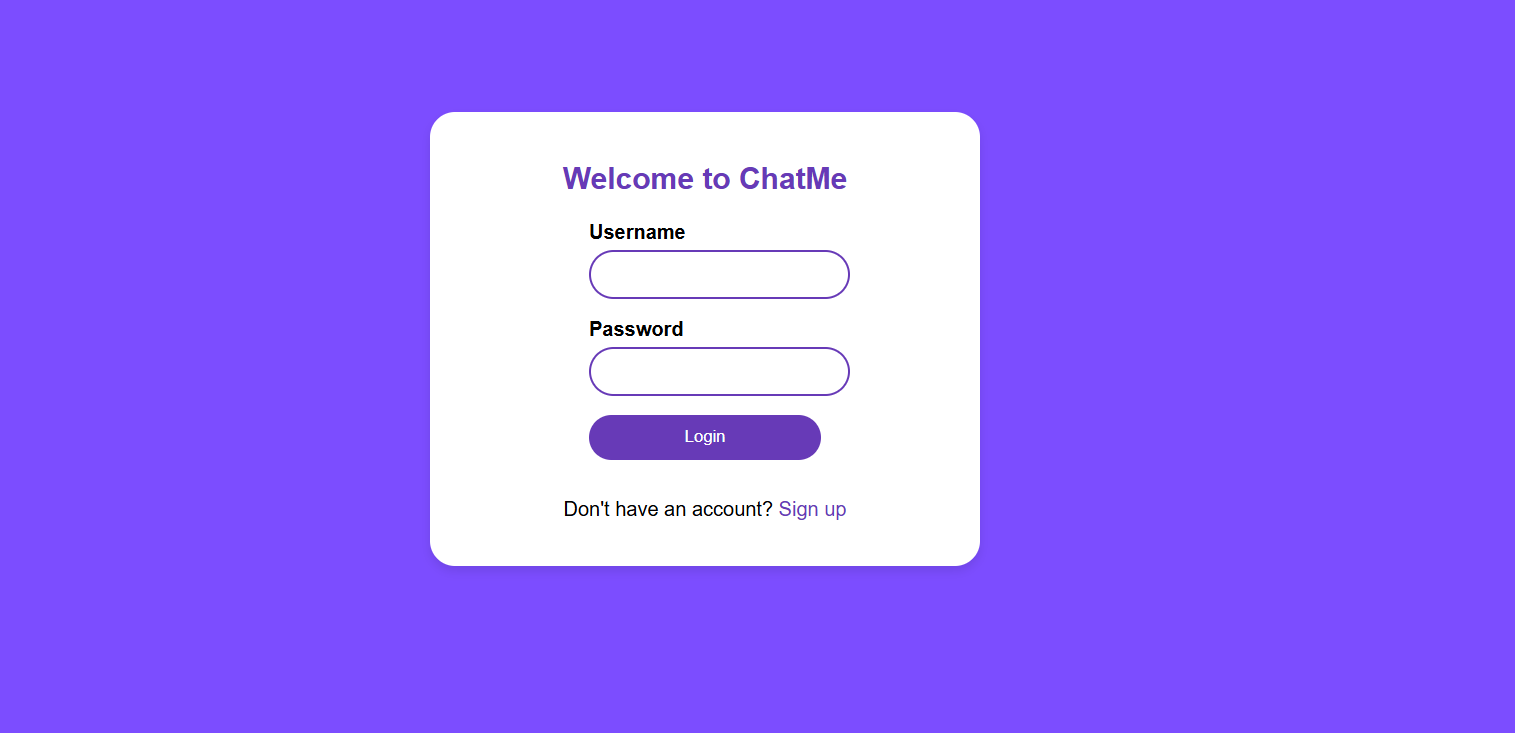 Welcome to ChatMe
Username
Password
Login
Don't have an account? Sign up